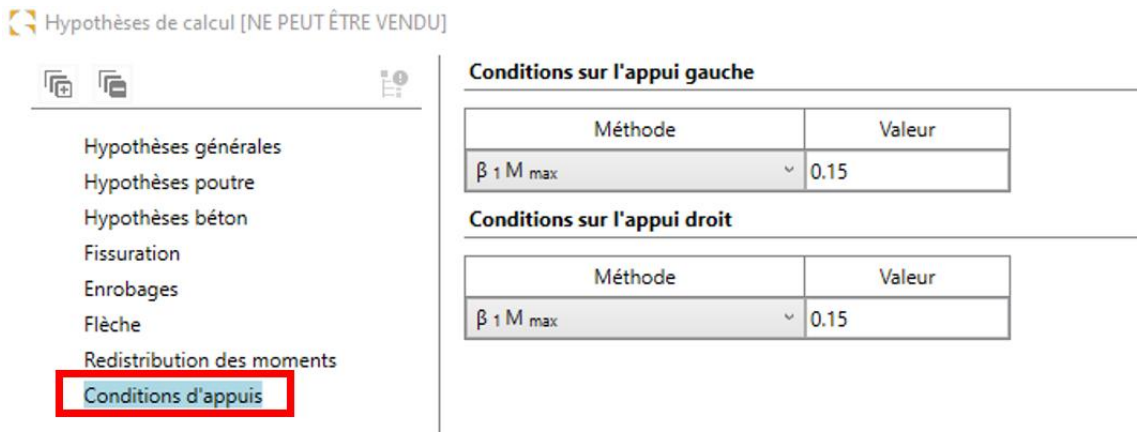 Hypothèses de calcul [NE PEUT ÊTRE VENDU]
Hypothèses générales
Hypothèses poutre
Hypothèses béton
Fissuration
Enrobages
Flèche
Redistribution des moments
Conditions d'appuis
Conditions sur l'appui gauche
Méthode Valeur
β 1 M max 0.15
Conditions sur l'appui droit
Méthode Valeur
β 1 M max 0.15